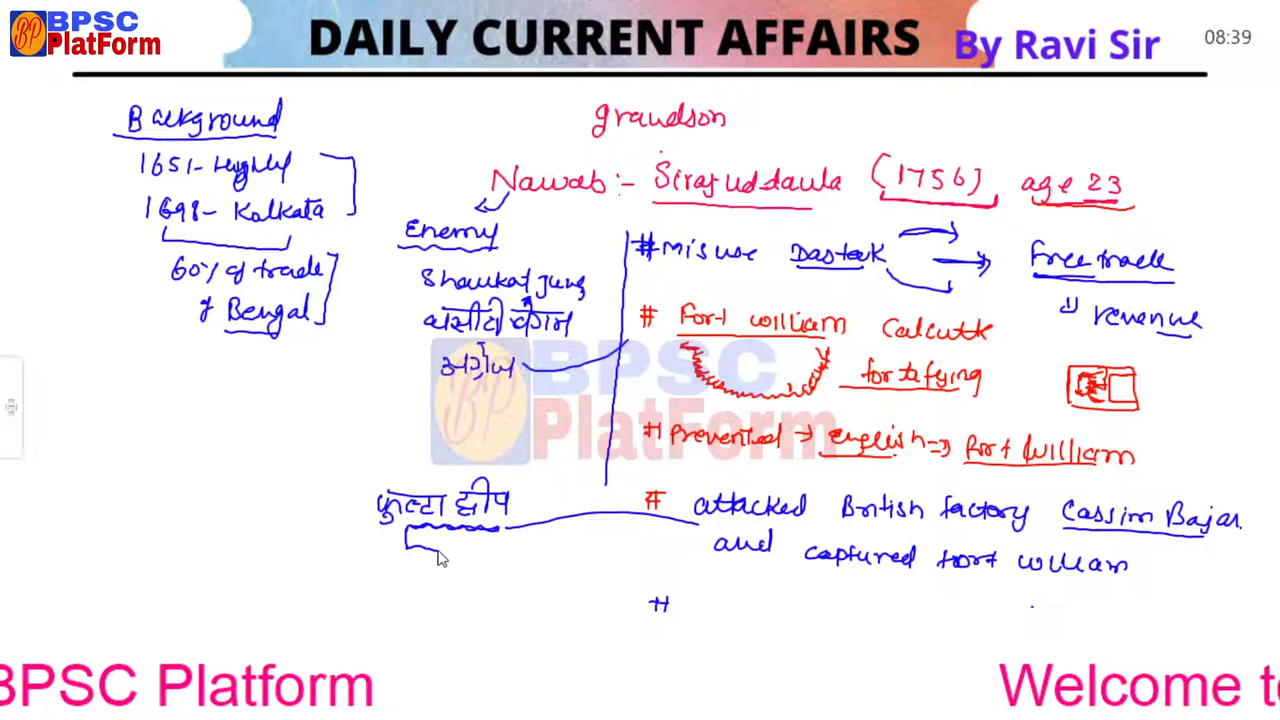 BPSC
PlatForm
DAILY CURRENT AFFAIRS
By Ravi Sir
08:39
Background
1651- Hughly
1698- Kolkata
60% of trade
of Bengal
grandson
Nawab:- Sirajuddaula (1756) age 23
Enemy
Shaukat Jung
घसीटी बेगम
अंग्रेज
# Misuse Dastak → Free trade
revenue
# Fort william Calcutta
fortifying
# Prevented → English → Fort William
फुल्टा द्वीप
# attacked British factory Cassim Bajar
and captured Fort William
#
BPSC
PlatForm
BPSC Platform
Welcome to